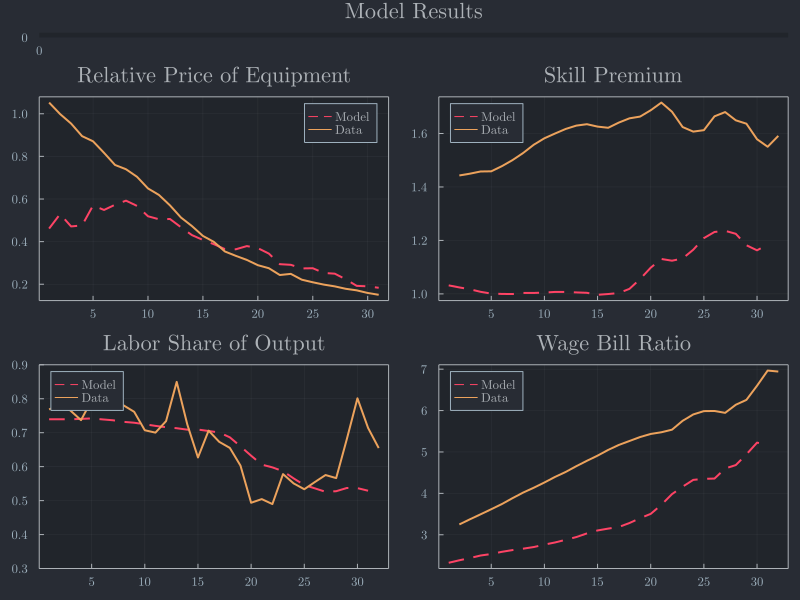 Model Results
0
0
Relative Price of Equipment
Skill Premium
Model
Data
1.0
0.8
0.6
0.4
0.2
5 10 15 20 25 30
Model
Data
1.6
1.4
1.2
1.0
5 10 15 20 25 30
Labor Share of Output
Wage Bill Ratio
Model
Data
0.9
0.8
0.7
0.6
0.5
0.4
0.3
5 10 15 20 25 30
Model
Data
7
6
5
4
3
5 10 15 20 25 30